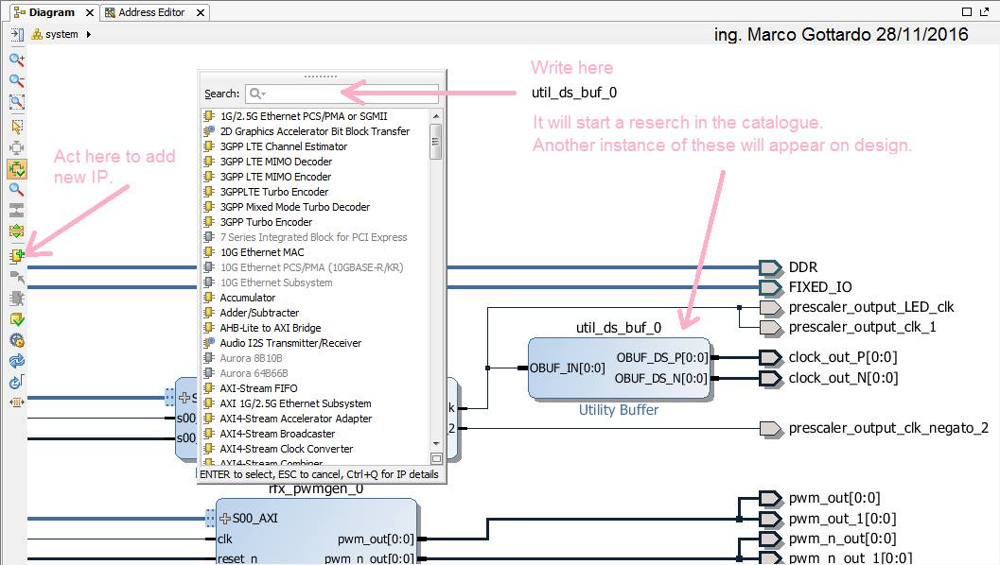 Diagram
Address Editor
system
ing. Marco Gottardo 28/11/2016
Write here
util_ds_buf_0
It will start a reserch in the catalogue.
Another instance of these will appear on design.
Act here to add
new IP.
Search:
1G/2.5G Ethernet PCS/PMA or SGMII
2D Graphics Accelerator Bit Block Transfer
3GPP LTE Channel Estimator
3GPP LTE MIMO Decoder
3GPP LTE MIMO Encoder
3GPPLTE Turbo Encoder
3GPP Mixed Mode Turbo Decoder
3GPP Turbo Encoder
7 Series Integrated Block for PCI Express
10G Ethernet MAC
10G Ethernet PCS/PMA (10GBASE-R/KR)
10G Ethernet Subsystem
Accumulator
Adder/Subtracter
AHB-Lite to AXI Bridge
Audio I2S Transmitter/Receiver
Aurora 8B10B
Aurora 64B66B
AXI-Stream FIFO
AXI 1G/2.5G Ethernet Subsystem
AXI4-Stream Accelerator Adapter
AXI4-Stream Broadcaster
AXI4-Stream Clock Converter
AXI4-Stream Combiner
ENTER to select, ESC to cancel, Ctrl+Q for IP details
DDR
FIXED_IO
prescaler_output_LED_clk
prescaler_output_clk_1
util_ds_buf_0
OBUF_IN[0:0]
OBUF_DS_P[0:0]
OBUF_DS_N[0:0]
Utility Buffer
clock_out_P[0:0]
clock_out_N[0:0]
s00
s00
prescaler_output_clk_negato_2
rfx_pwmgen_0
S00_AXI
clk
reset_n
pwm_out[0:0]
pwm_n_out[0:0]
pwm_out[0:0]
pwm_out_1[0:0]
pwm_n_out[0:0]
pwm_n_out_1[0:0]